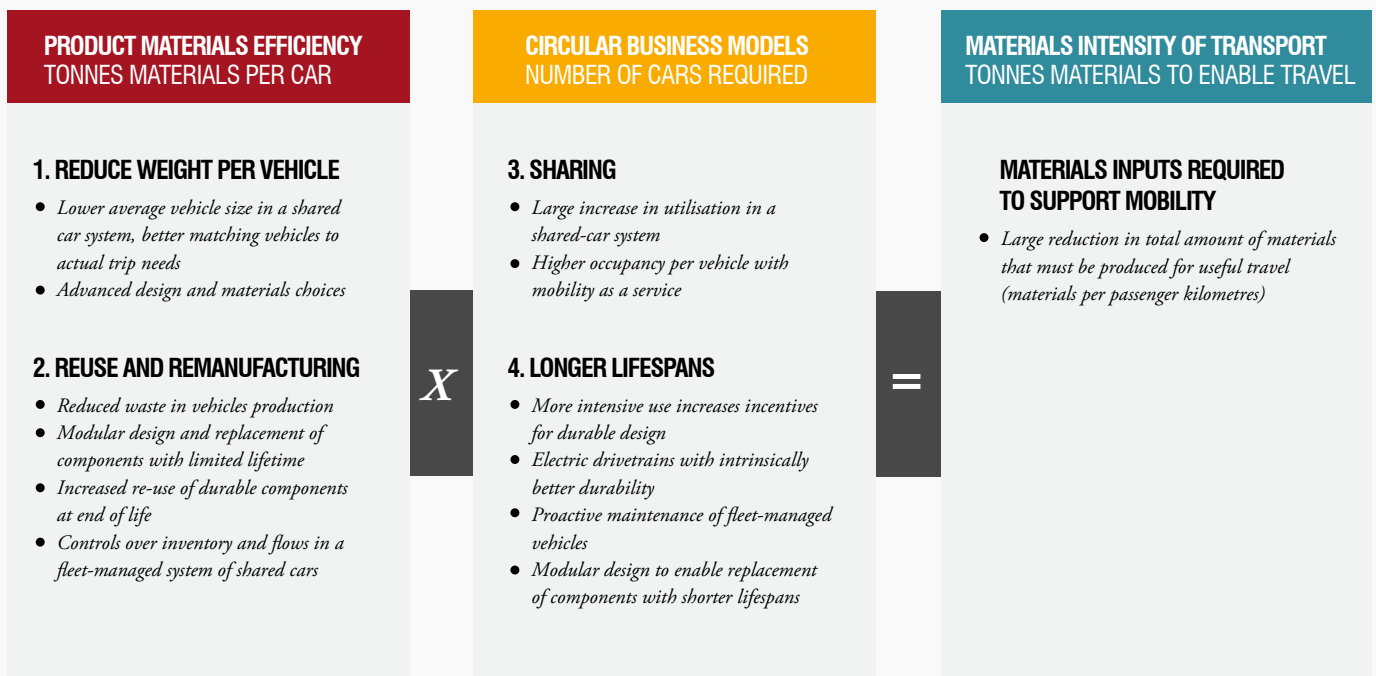 PRODUCT MATERIALS EFFICIENCY
TONNES MATERIALS PER CAR
1. REDUCE WEIGHT PER VEHICLE
• Lower average vehicle size in a shared
car system, better matching vehicles to
actual trip needs
• Advanced design and materials choices
2. REUSE AND REMANUFACTURING
• Reduced waste in vehicles production
• Modular design and replacement of
components with limited lifetime
• Increased re-use of durable components
at end of life
• Controls over inventory and flows in a
fleet-managed system of shared cars
X
CIRCULAR BUSINESS MODELS
NUMBER OF CARS REQUIRED
3. SHARING
• Large increase in utilisation in a
shared-car system
• Higher occupancy per vehicle with
mobility as a service
4. LONGER LIFESPANS
• More intensive use increases incentives
for durable design
• Electric drivetrains with intrinsically
better durability
• Proactive maintenance of fleet-managed
vehicles
• Modular design to enable replacement
of components with shorter lifespans
=
MATERIALS INTENSITY OF TRANSPORT
TONNES MATERIALS TO ENABLE TRAVEL
MATERIALS INPUTS REQUIRED
TO SUPPORT MOBILITY
• Large reduction in total amount of materials
that must be produced for useful travel
(materials per passenger kilometres)